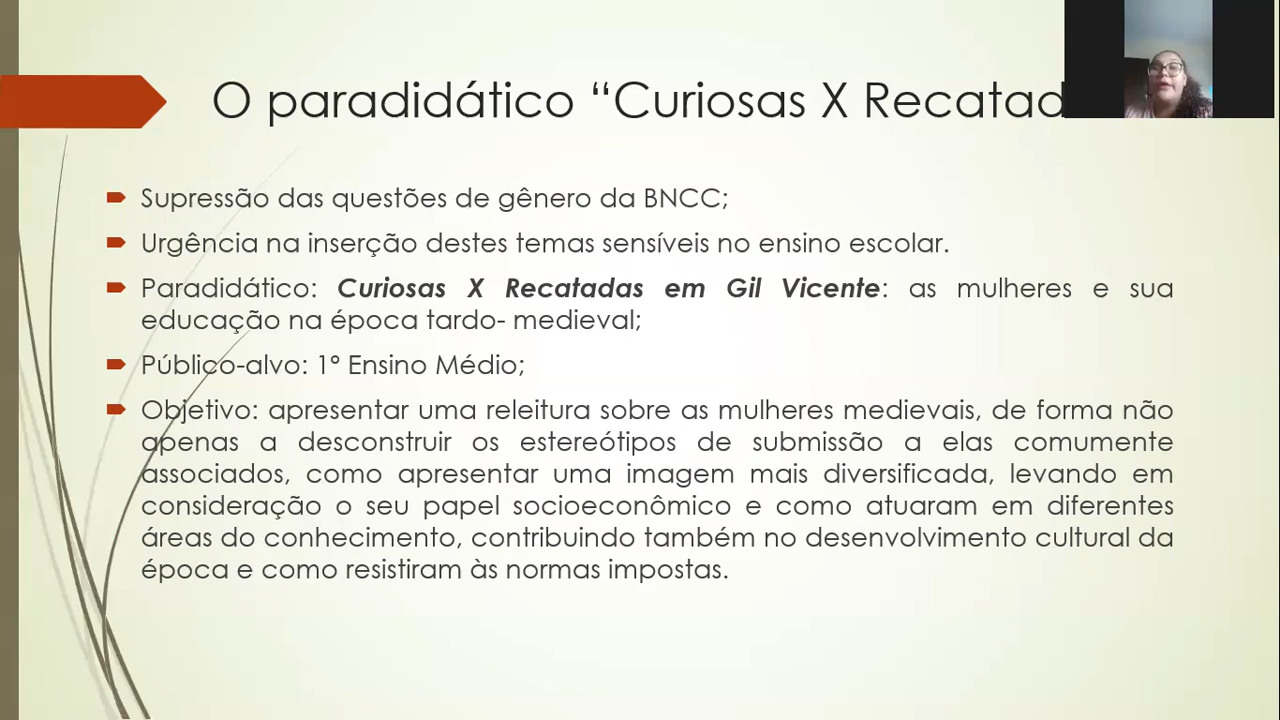 O paradidático “Curiosas X Recatad
Supressão das questões de gênero da BNCC;
Urgência na inserção destes temas sensíveis no ensino escolar.
Paradidático: Curiosas X Recatadas em Gil Vicente: as mulheres e sua
educação na época tardo- medieval;
Público-alvo: 1º Ensino Médio;
Objetivo: apresentar uma releitura sobre as mulheres medievais, de forma não
apenas a desconstruir os estereótipos de submissão a elas comumente
associados, como apresentar uma imagem mais diversificada, levando em
consideração o seu papel socioeconômico e como atuaram em diferentes
áreas do conhecimento, contribuindo também no desenvolvimento cultural da
época e como resistiram às normas impostas.